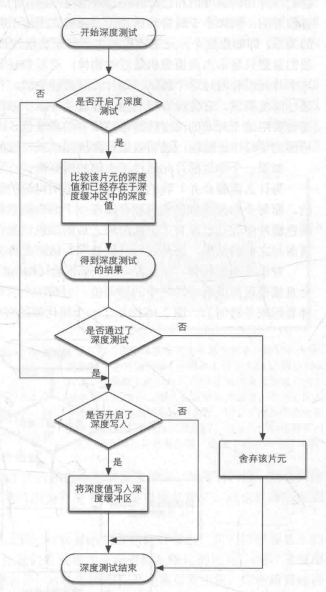 开始深度测试
否
是否开启了深度
测试
是
比较该片元的深度
值和已经存在于深
度缓冲区中的深度
值
得到深度测试
的结果
是否通过了
深度测试
否
是
是否开启了
深度写入
否
舍弃该片元
是
将深度值写入深
度缓冲区
深度测试结束